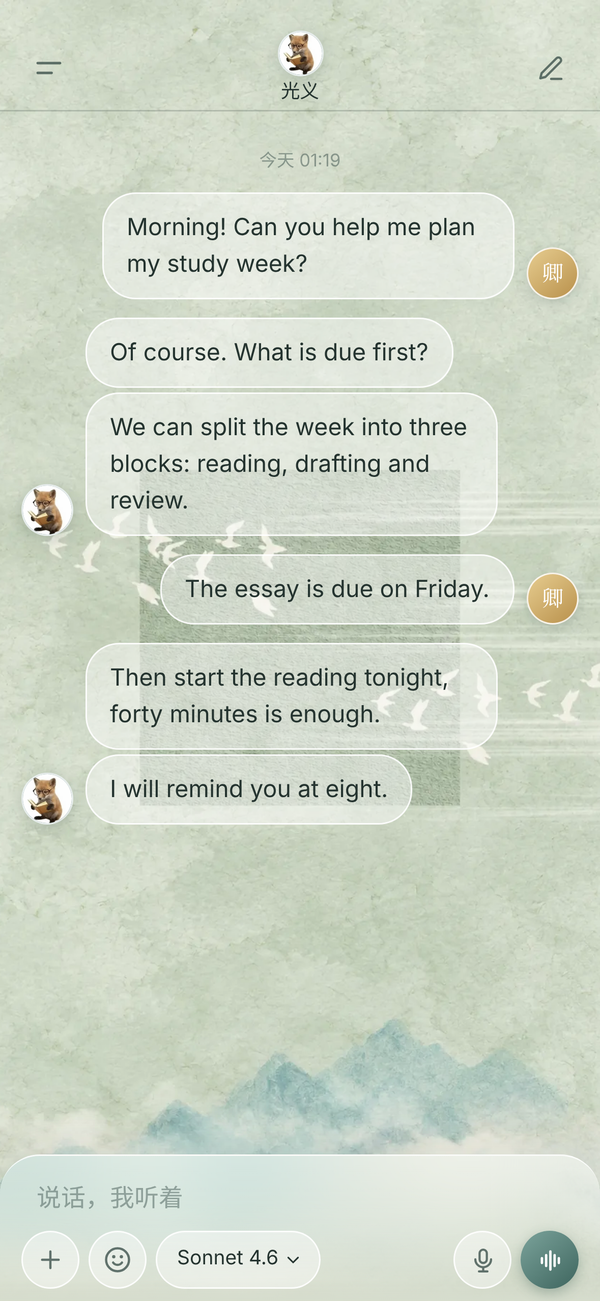 光义
今天 01:19
Morning! Can you help me plan
my study week?
卿
Of course. What is due first?
We can split the week into three
blocks: reading, drafting and
review.
The essay is due on Friday.
卿
Then start the reading tonight,
forty minutes is enough.
I will remind you at eight.
说话，我听着
Sonnet 4.6